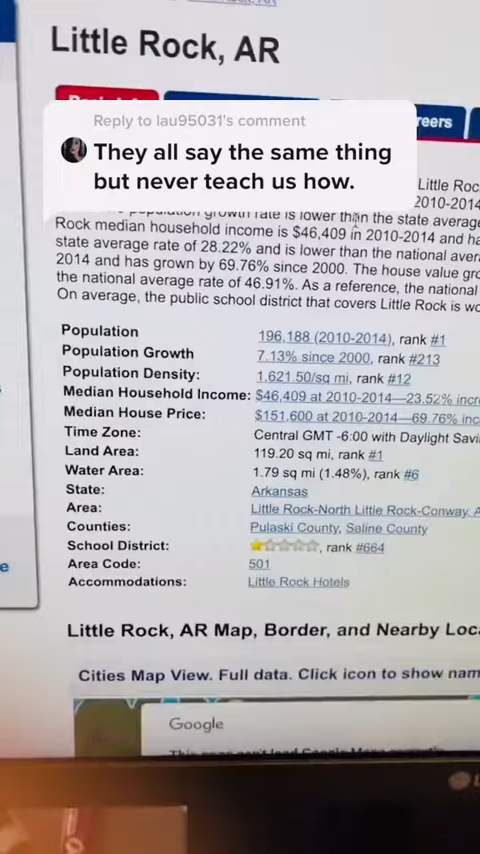 Little Rock, AR
Reply to lau95031's comment
They all say the same thing
but never teach us how.
reers
Little Roc
2010-2014
population growth rate is lower than the state average
Rock median household income is $46,409 in 2010-2014 and ha
state average rate of 28.22% and is lower than the national aver
2014 and has grown by 69.76% since 2000. The house value gro
the national average rate of 46.91%. As a reference, the national
On average, the public school district that covers Little Rock is wo
Population 196,188 (2010-2014), rank #1
Population Growth 7.13% since 2000, rank #213
Population Density: 1,621.50/sq mi, rank #12
Median Household Income: $46,409 at 2010-2014—23.52% incre
Median House Price: $151,600 at 2010-2014—69.76% inc
Time Zone: Central GMT -6:00 with Daylight Savi
Land Area: 119.20 sq mi, rank #1
Water Area: 1.79 sq mi (1.48%), rank #6
State: Arkansas
Area: Little Rock-North Little Rock-Conway, A
Counties: Pulaski County, Saline County
School District: , rank #664
Area Code: 501
Accommodations: Little Rock Hotels
Little Rock, AR Map, Border, and Nearby Loc
Cities Map View. Full data. Click icon to show nam
Google